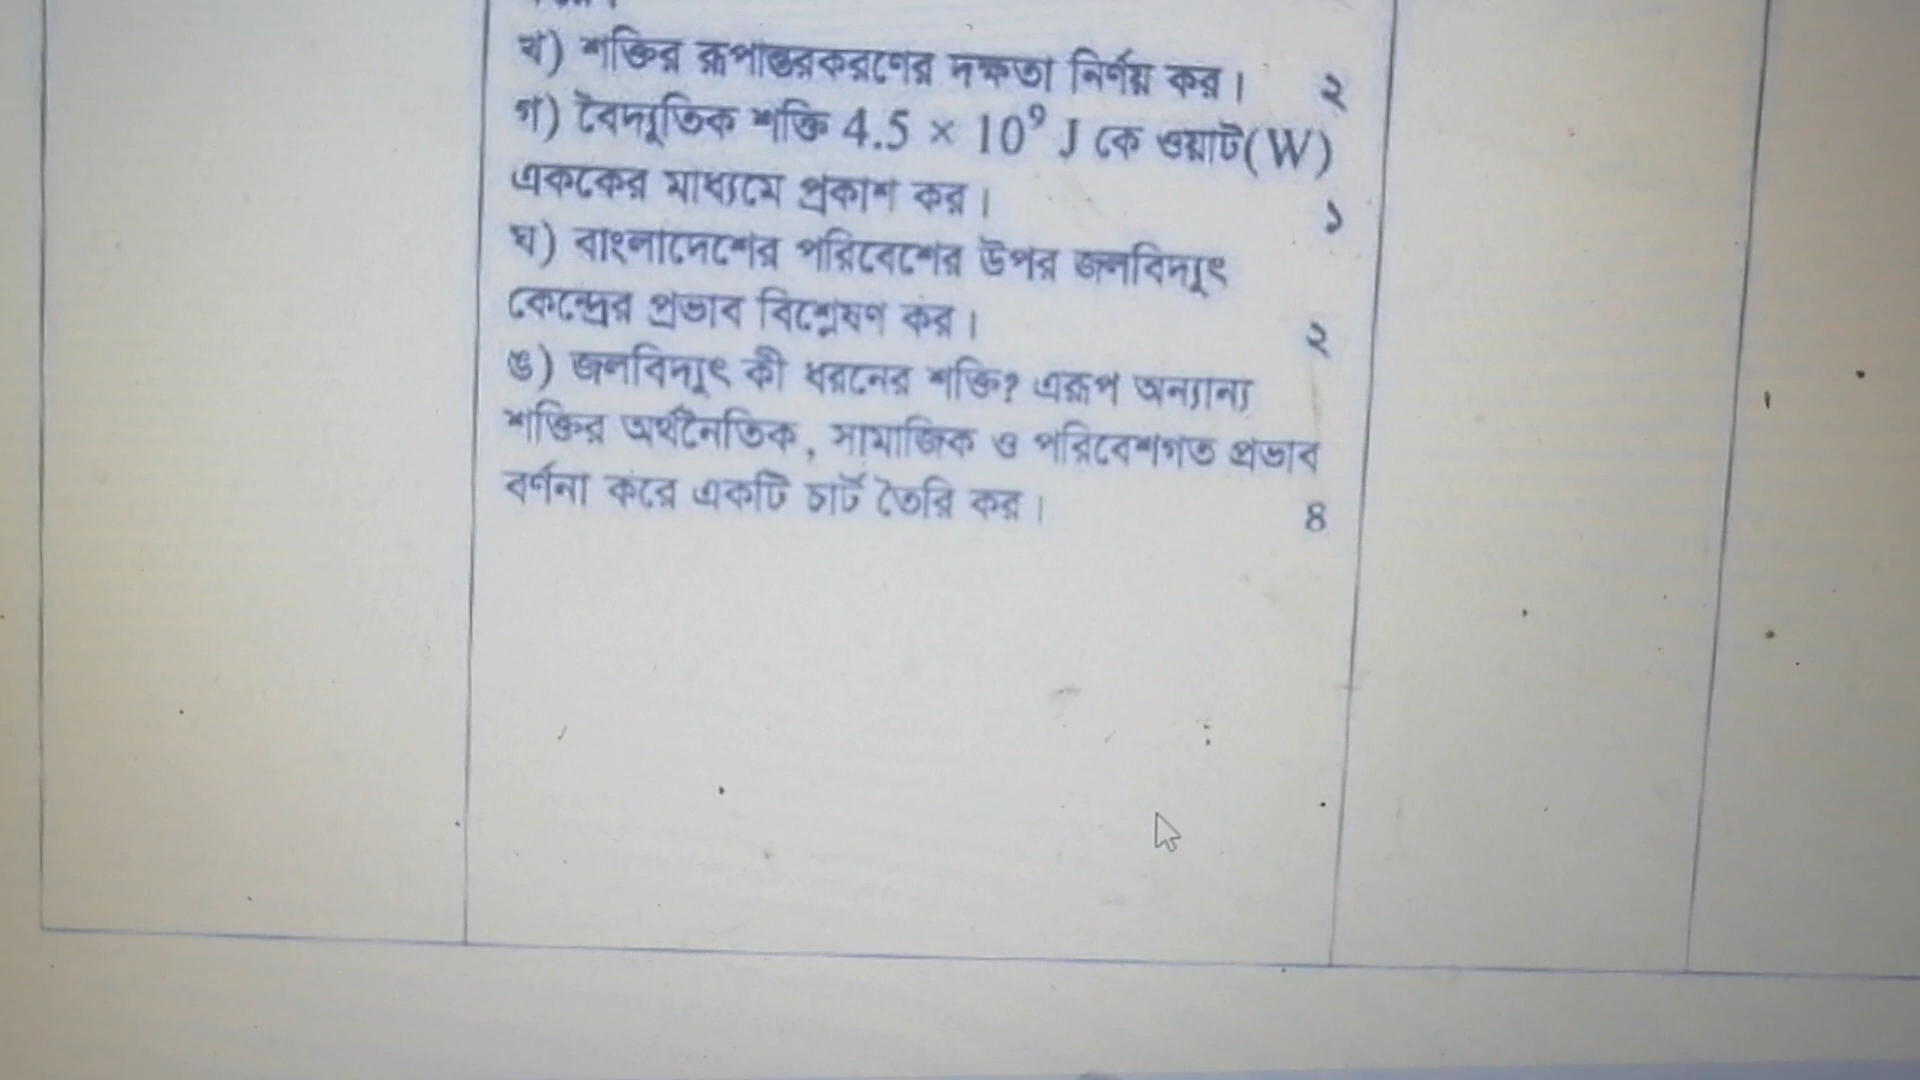 খ) শক্তির রূপান্তরকরণের দক্ষতা নির্ণয় কর। ২
গ) বৈদ্যুতিক শক্তি 4.5 × 10⁹ J কে ওয়াট(W)
এককের মাধ্যমে প্রকাশ কর। ১
ঘ) বাংলাদেশের পরিবেশের উপর জলবিদ্যুৎ
কেন্দ্রের প্রভাব বিশ্লেষণ কর। ২
ঙ) জলবিদ্যুৎ কী ধরনের শক্তি? এরূপ অন্যান্য
শক্তির অর্থনৈতিক, সামাজিক ও পরিবেশগত প্রভাব
বর্ণনা করে একটি চার্ট তৈরি কর। ৪